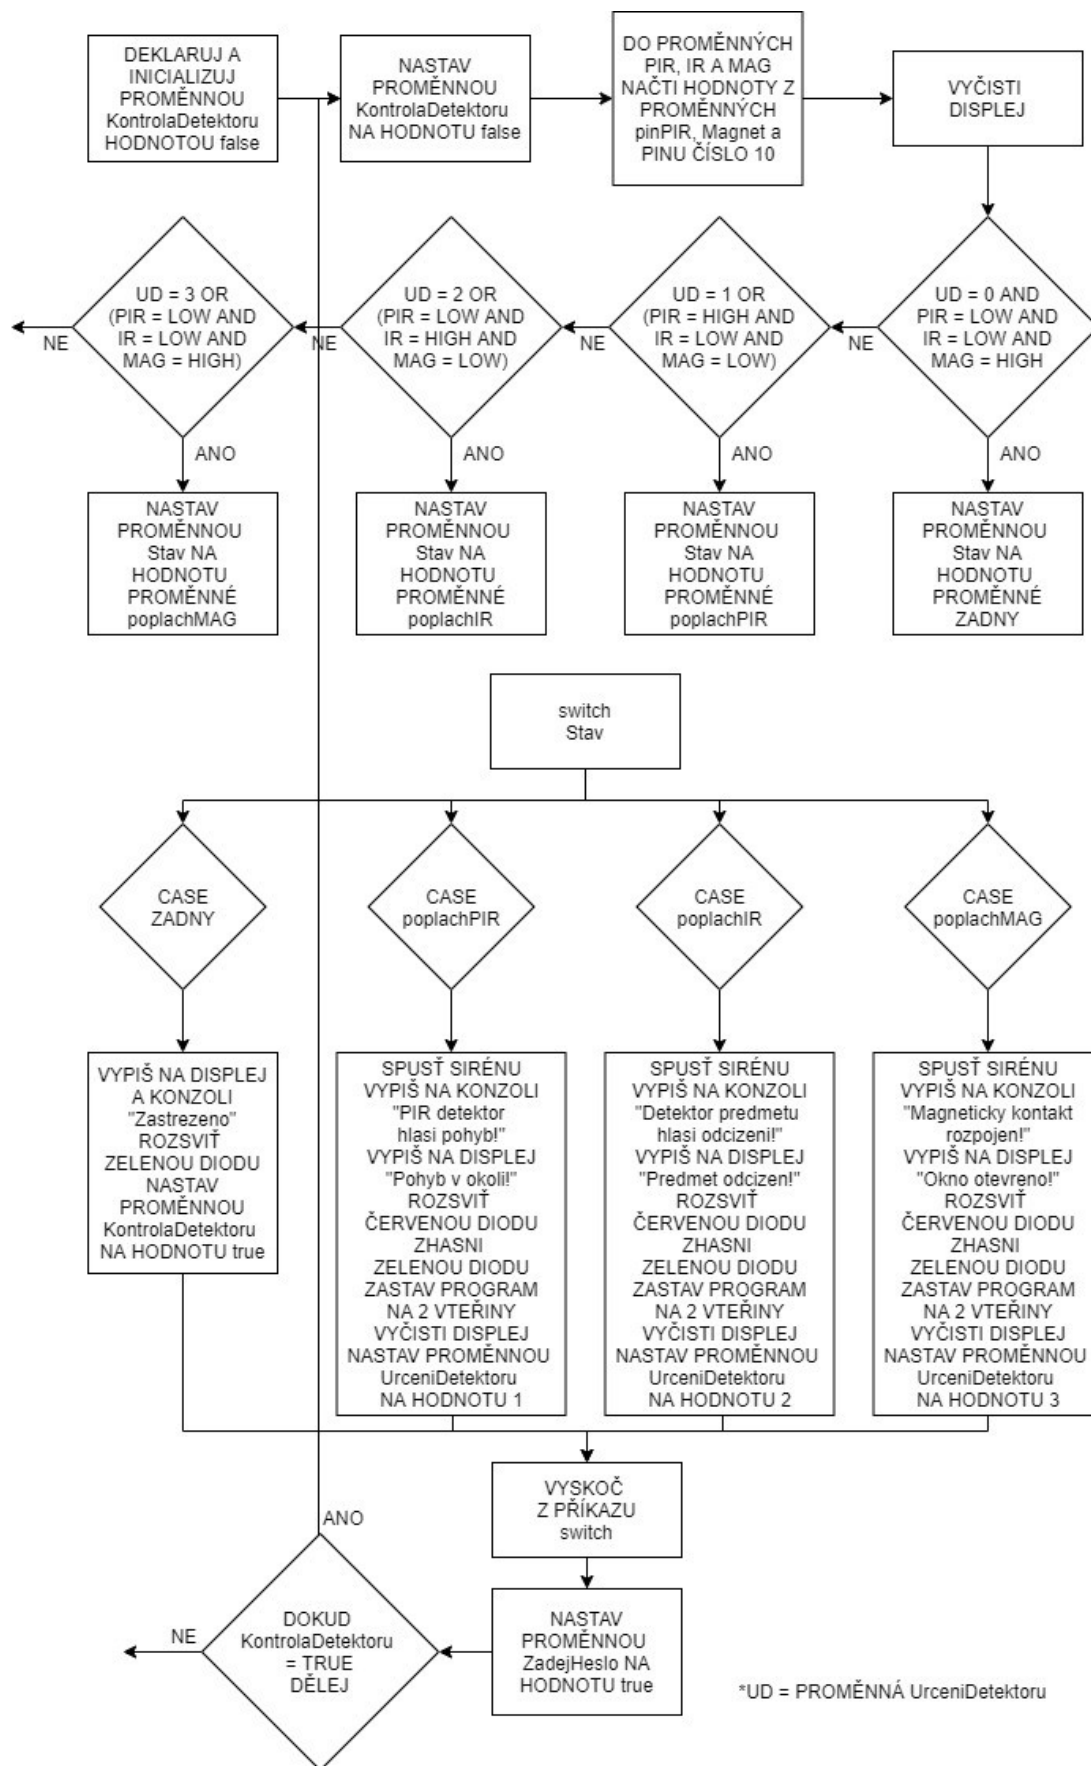 DEKLARUJ A
INICIALIZUJ
PROMĚNNOU
KontrolaDetektoru
HODNOTOU false
NASTAV
PROMĚNNOU
KontrolaDetektoru
NA HODNOTU false
DO PROMĚNNÝCH
PIR, IR A MAG
NAČTI HODNOTY Z
PROMĚNNÝCH
pinPIR, Magnet a
PINU ČÍSLO 10
VYČISTI
DISPLEJ
UD = 3 OR
(PIR = LOW AND
IR = LOW AND
MAG = HIGH)
NE
ANO
UD = 2 OR
(PIR = LOW AND
IR = HIGH AND
MAG = LOW)
NE
ANO
UD = 1 OR
(PIR = HIGH AND
IR = LOW AND
MAG = LOW)
NE
ANO
UD = 0 AND
PIR = LOW AND
IR = LOW AND
MAG = HIGH
NE
ANO
NASTAV
PROMĚNNOU
Stav NA
HODNOTU
PROMĚNNÉ
poplachMAG
NASTAV
PROMĚNNOU
Stav NA
HODNOTU
PROMĚNNÉ
poplachIR
NASTAV
PROMĚNNOU
Stav NA
HODNOTU
PROMĚNNÉ
poplachPIR
NASTAV
PROMĚNNOU
Stav NA
HODNOTU
PROMĚNNÉ
ZADNY
switch
Stav
CASE
ZADNY
CASE
poplachPIR
CASE
poplachIR
CASE
poplachMAG
VYPIŠ NA DISPLEJ
A KONZOLI
"Zastrezeno"
ROZSVIŤ
ZELENOU DIODU
NASTAV
PROMĚNNOU
KontrolaDetektoru
NA HODNOTU true
SPUSŤ SIRÉNU
VYPIŠ NA KONZOLI
"PIR detektor
hlasi pohyb!"
VYPIŠ NA DISPLEJ
"Pohyb v okoli!"
ROZSVIŤ
ČERVENOU DIODU
ZHASNI
ZELENOU DIODU
ZASTAV PROGRAM
NA 2 VTEŘINY
VYČISTI DISPLEJ
NASTAV PROMĚNNOU
UrceniDetektoru
NA HODNOTU 1
SPUSŤ SIRÉNU
VYPIŠ NA KONZOLI
"Detektor predmetu
hlasi odcizeni!"
VYPIŠ NA DISPLEJ
"Predmet odcizen!"
ROZSVIŤ
ČERVENOU DIODU
ZHASNI
ZELENOU DIODU
ZASTAV PROGRAM
NA 2 VTEŘINY
VYČISTI DISPLEJ
NASTAV PROMĚNNOU
UrceniDetektoru
NA HODNOTU 2
SPUSŤ SIRÉNU
VYPIŠ NA KONZOLI
"Magneticky kontakt
rozpojen!"
VYPIŠ NA DISPLEJ
"Okno otevreno!"
ROZSVIŤ
ČERVENOU DIODU
ZHASNI
ZELENOU DIODU
ZASTAV PROGRAM
NA 2 VTEŘINY
VYČISTI DISPLEJ
NASTAV PROMĚNNOU
UrceniDetektoru
NA HODNOTU 3
VYSKOČ
Z PŘÍKAZU
switch
ANO
NE
DOKUD
KontrolaDetektoru
= TRUE
DĚLEJ
NASTAV
PROMĚNNOU
ZadejHeslo NA
HODNOTU true
*UD = PROMĚNNÁ UrceniDetektoru